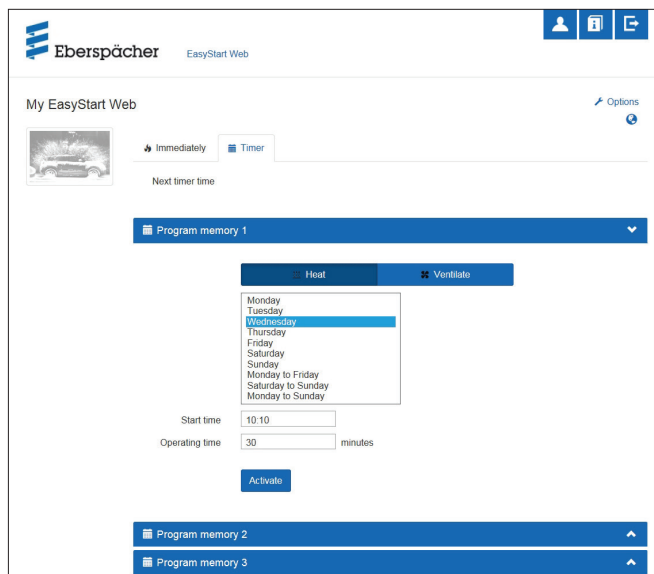 Eberspächer
EasyStart Web
My EasyStart Web
Options
Immediately
Timer
Next timer time
Program memory 1
Heat
Ventilate
Monday
Tuesday
Wednesday
Thursday
Friday
Saturday
Sunday
Monday to Friday
Saturday to Sunday
Monday to Sunday
Start time 10:10
Operating time 30 minutes
Activate
Program memory 2
Program memory 3